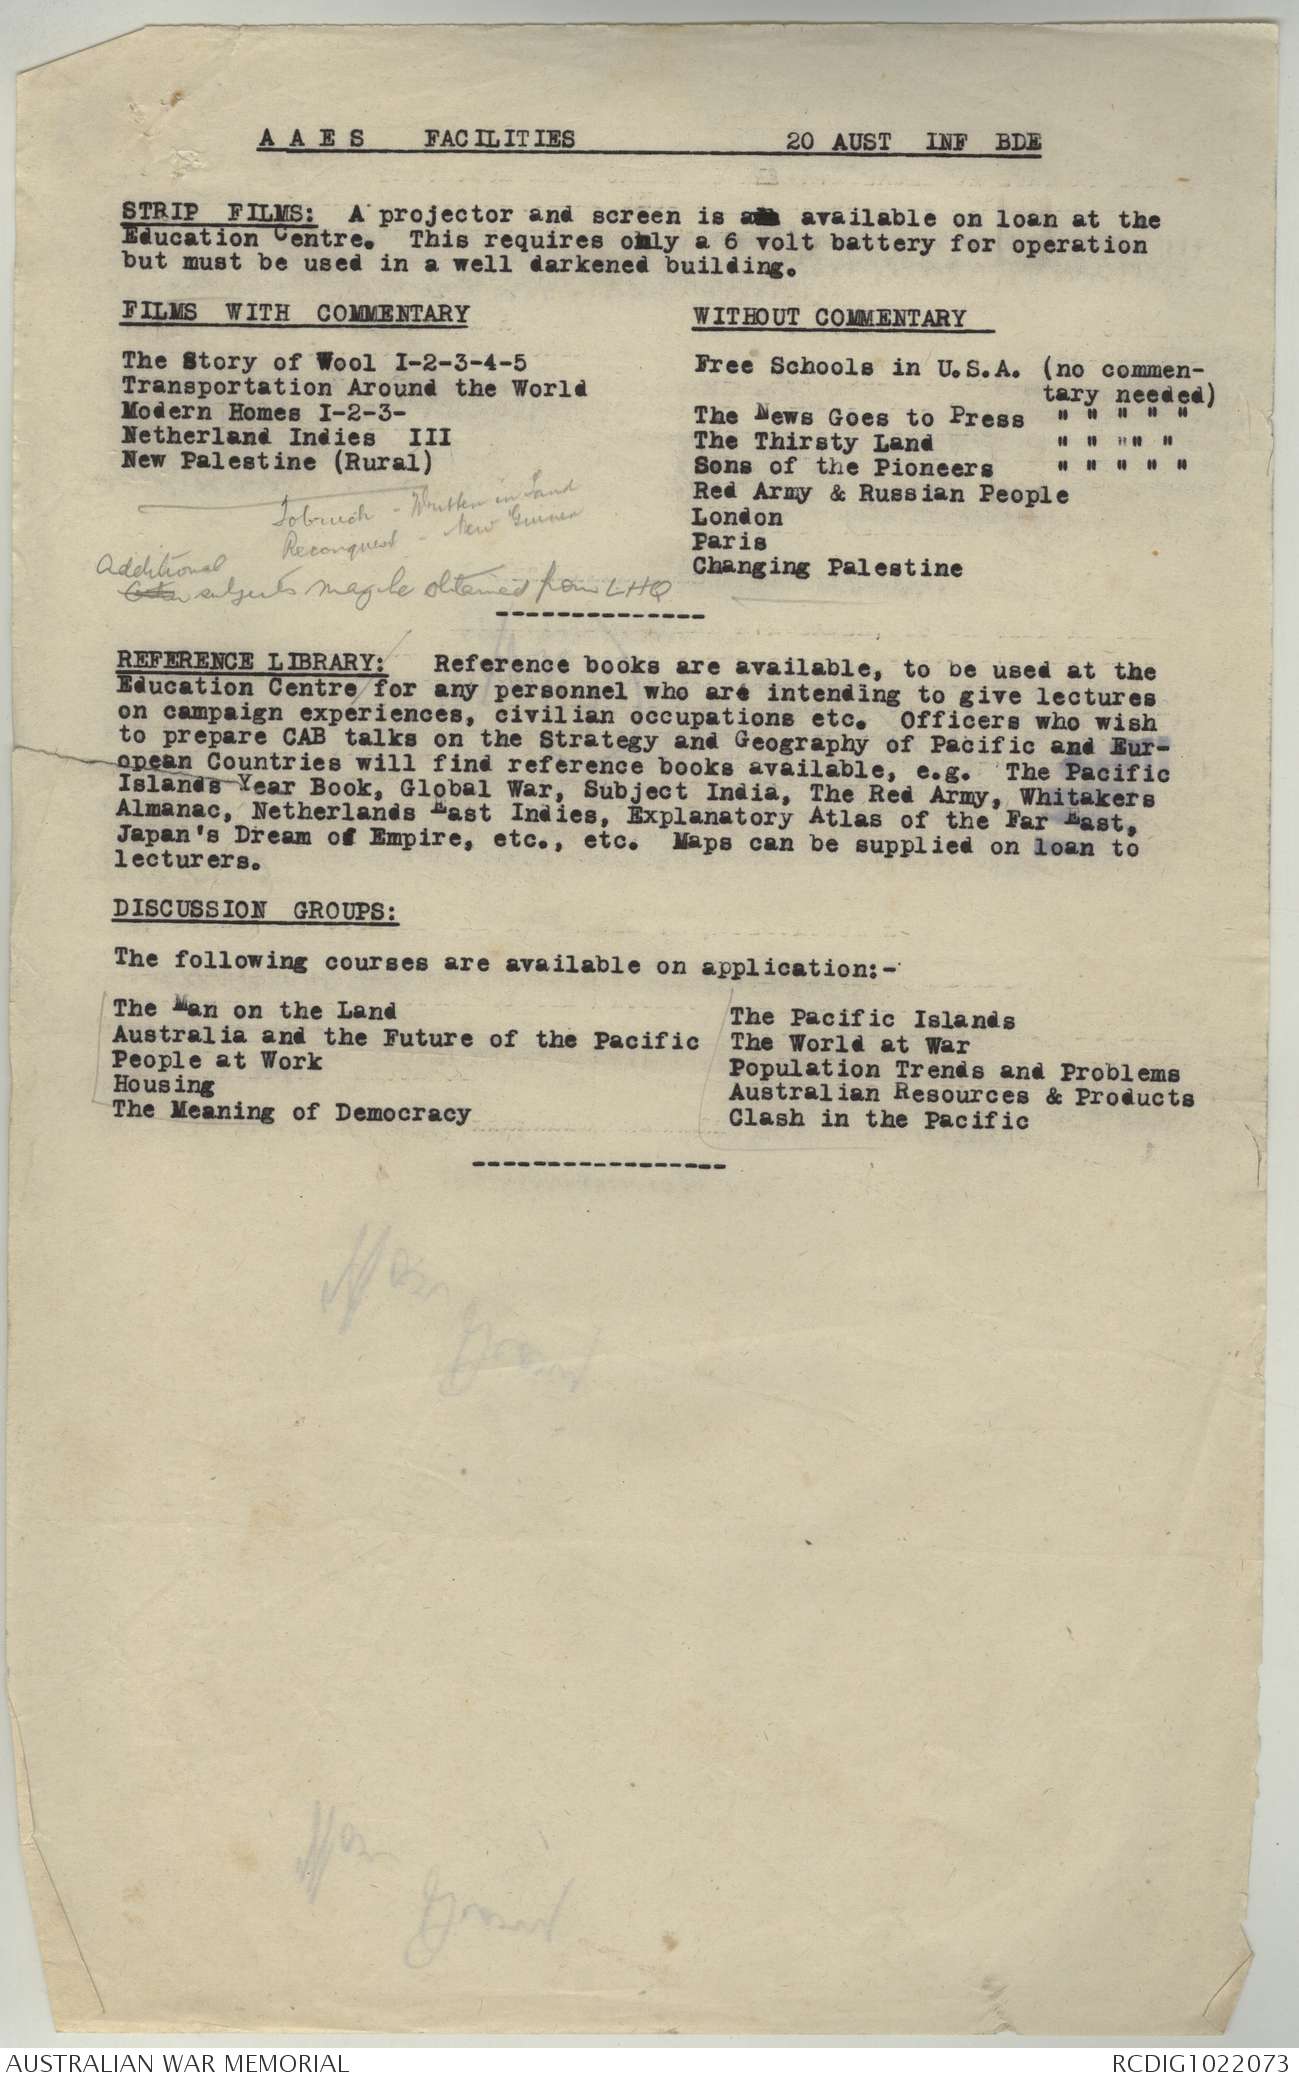 A A E S FACILITIES 20 AUST INF BDE
STRIP FILMS: A projector and screen is available on loan at the
Education Centre. This requires only a 6 volt battery for operation
but must be used in a well darkened building.
FILMS WITH COMMENTARY
The Story of Wool I-2-3-4-5
Transportation Around the World
Modern Homes I-2-3-
Netherland Indies III
New Palestine (Rural)
Tobruch - Written in Sand
Reconquest - New Guinea
Additional
subjects may be obtained from LHQ
WITHOUT COMMENTARY
Free Schools in U.S.A. (no commen-
tary needed)
The News Goes to Press " " " " "
The Thirsty Land " " "" "
Sons of the Pioneers " " " " "
Red Army & Russian People
London
Paris
Changing Palestine
--------------
REFERENCE LIBRARY: Reference books are available, to be used at the
Education Centre for any personnel who are intending to give lectures
on campaign experiences, civilian occupations etc. Officers who wish
to prepare CAB talks on the Strategy and Geography of Pacific and Eur-
opean Countries will find reference books available, e.g. The Pacific
Islands Year Book, Global War, Subject India, The Red Army, Whitakers
Almanac, Netherlands East Indies, Explanatory Atlas of the Far East,
Japan's Dream of Empire, etc., etc. Maps can be supplied on loan to
lecturers.
DISCUSSION GROUPS:
The following courses are available on application:-
The Man on the Land
Australia and the Future of the Pacific
People at Work
Housing
The Meaning of Democracy
The Pacific Islands
The World at War
Population Trends and Problems
Australian Resources & Products
Clash in the Pacific
-----------------
AUSTRALIAN WAR MEMORIAL
RCDIG1022073